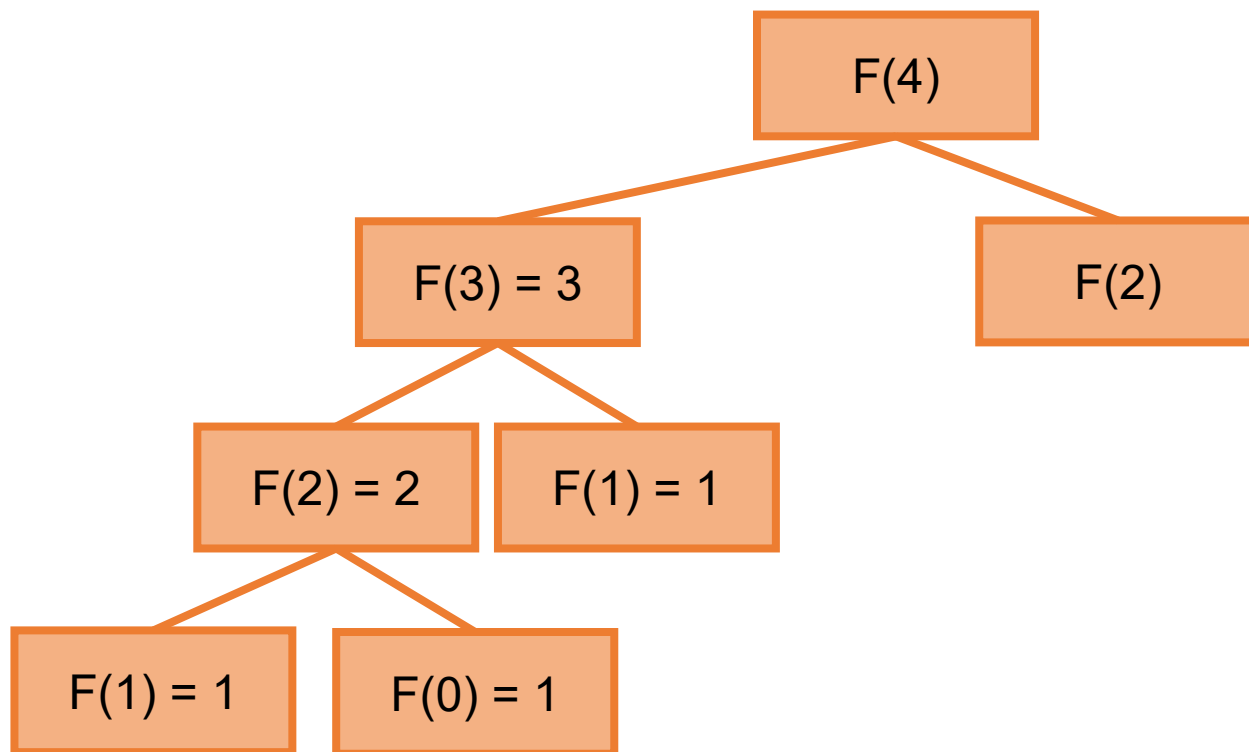 F(4)
F(3) = 3
F(2)
F(2) = 2
F(1) = 1
F(1) = 1
F(0) = 1